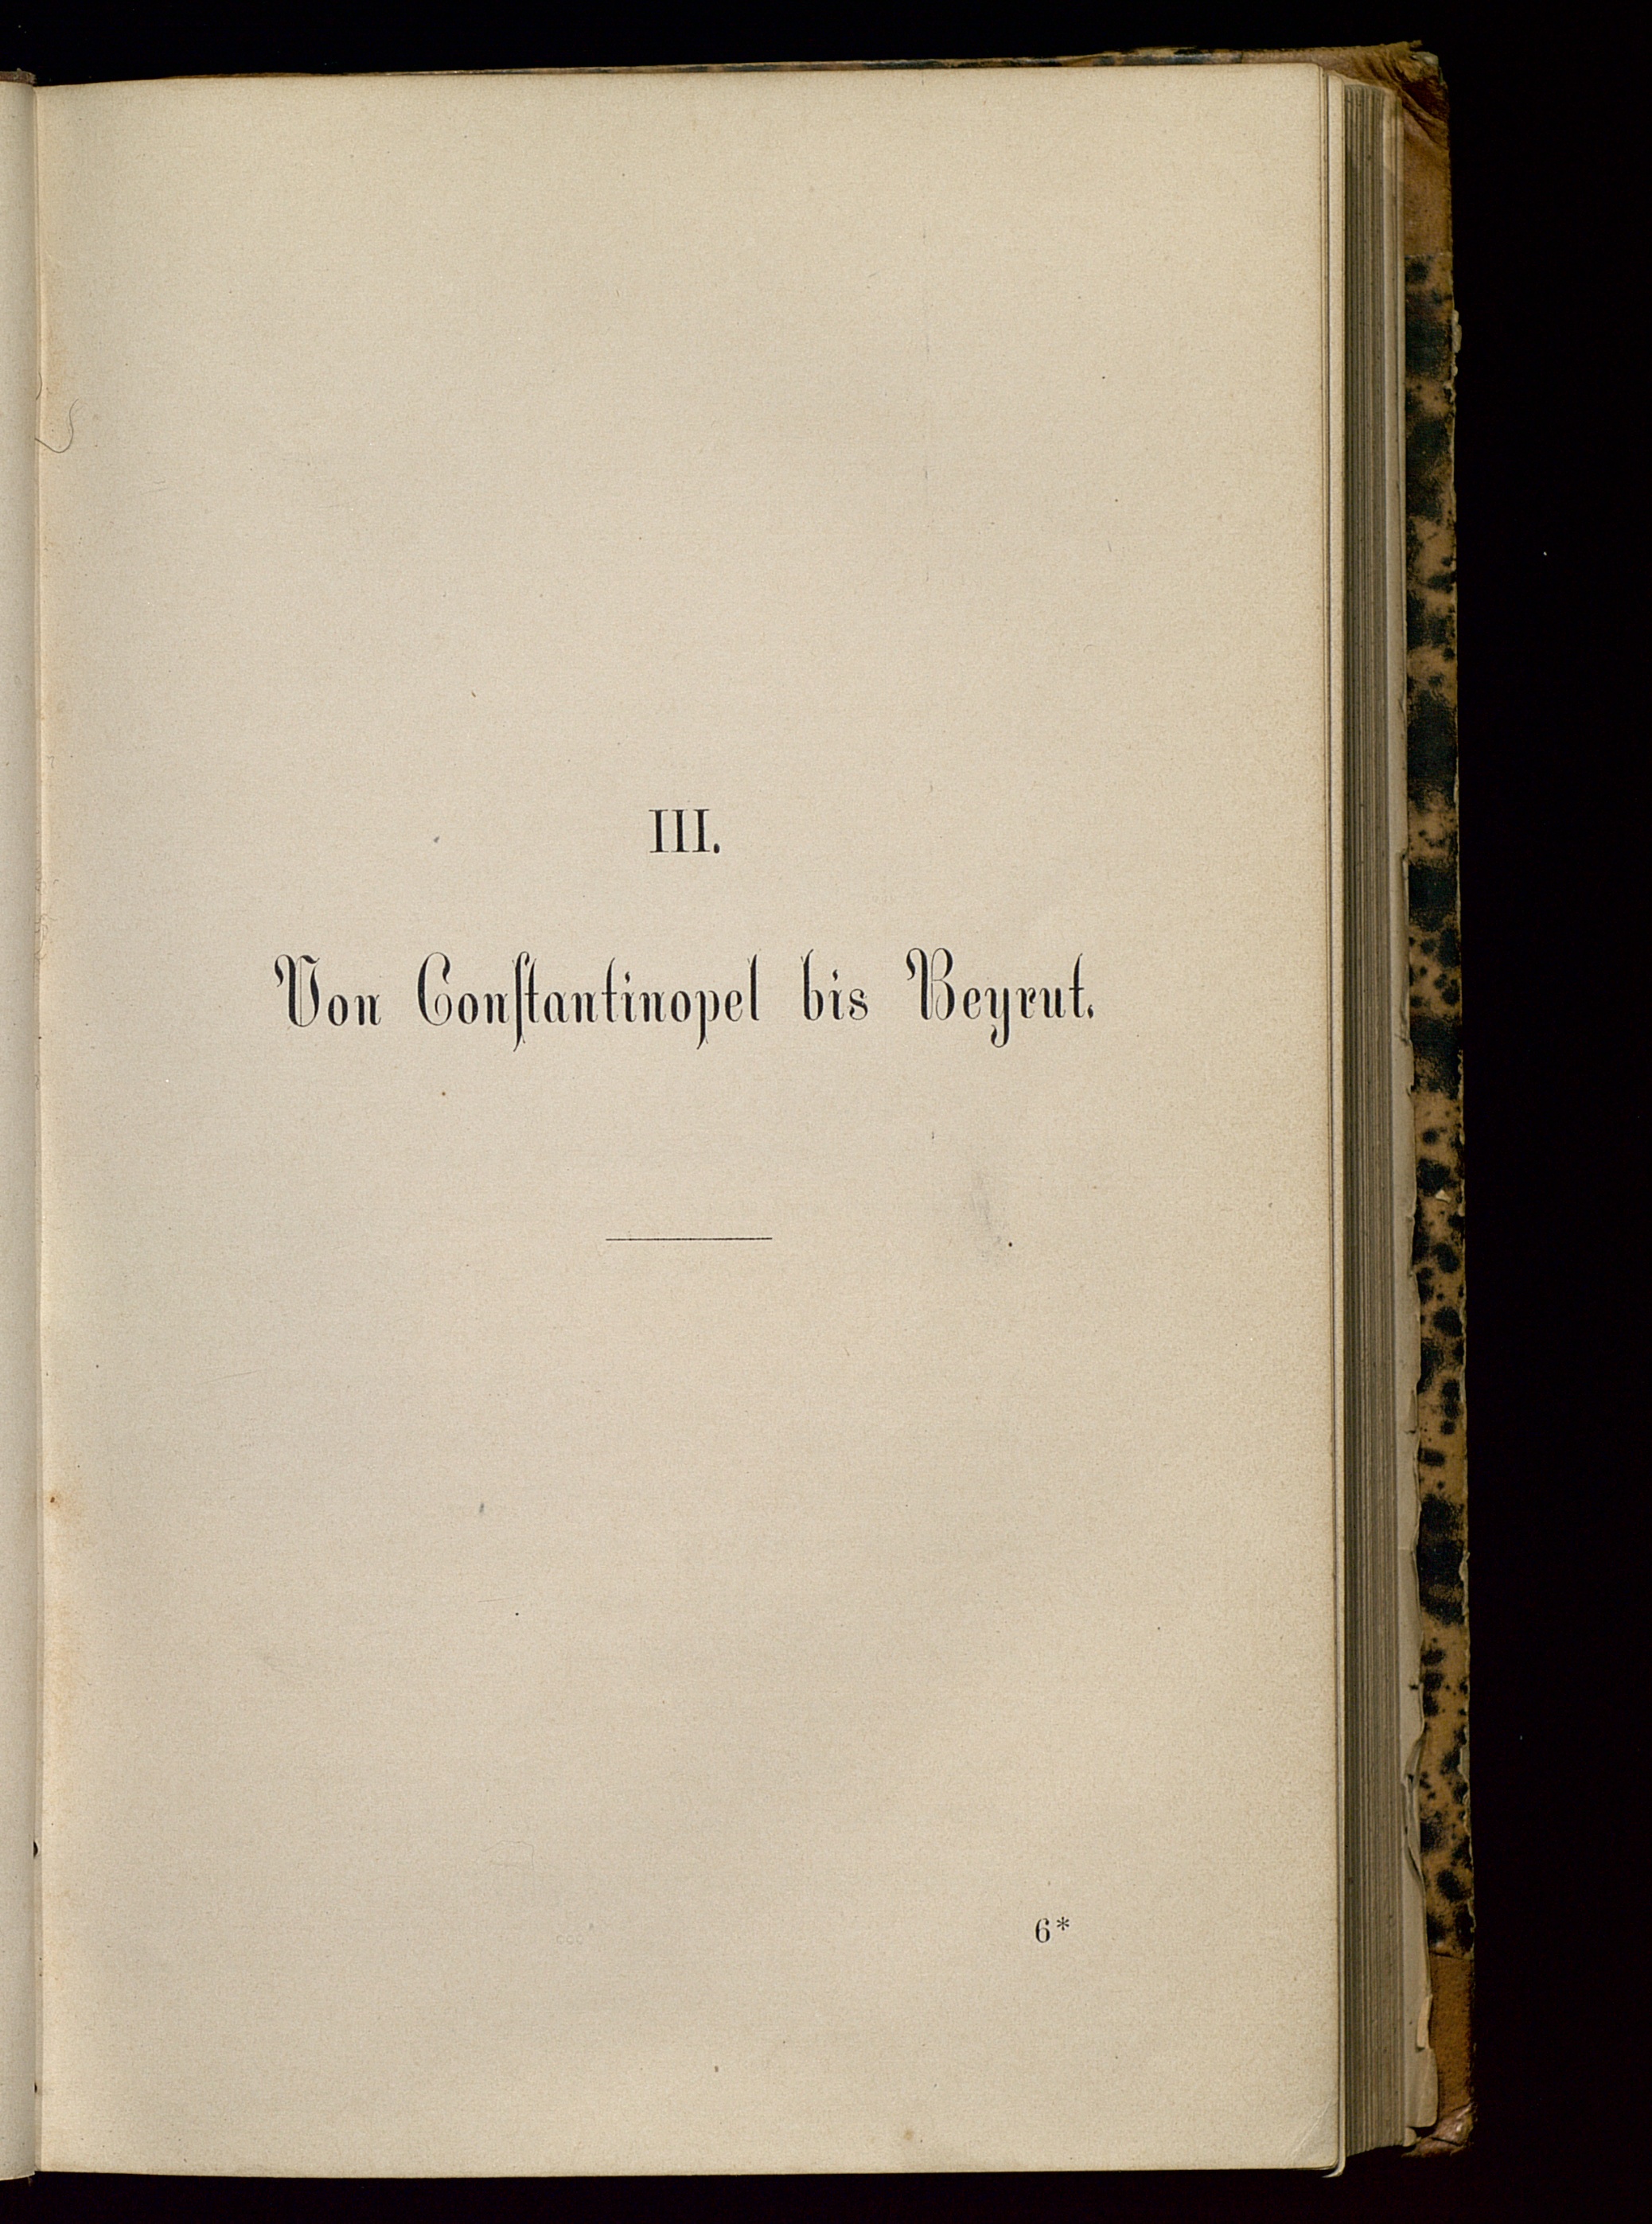 III.
Von Conſtantinopel bis Beyrut.
6*